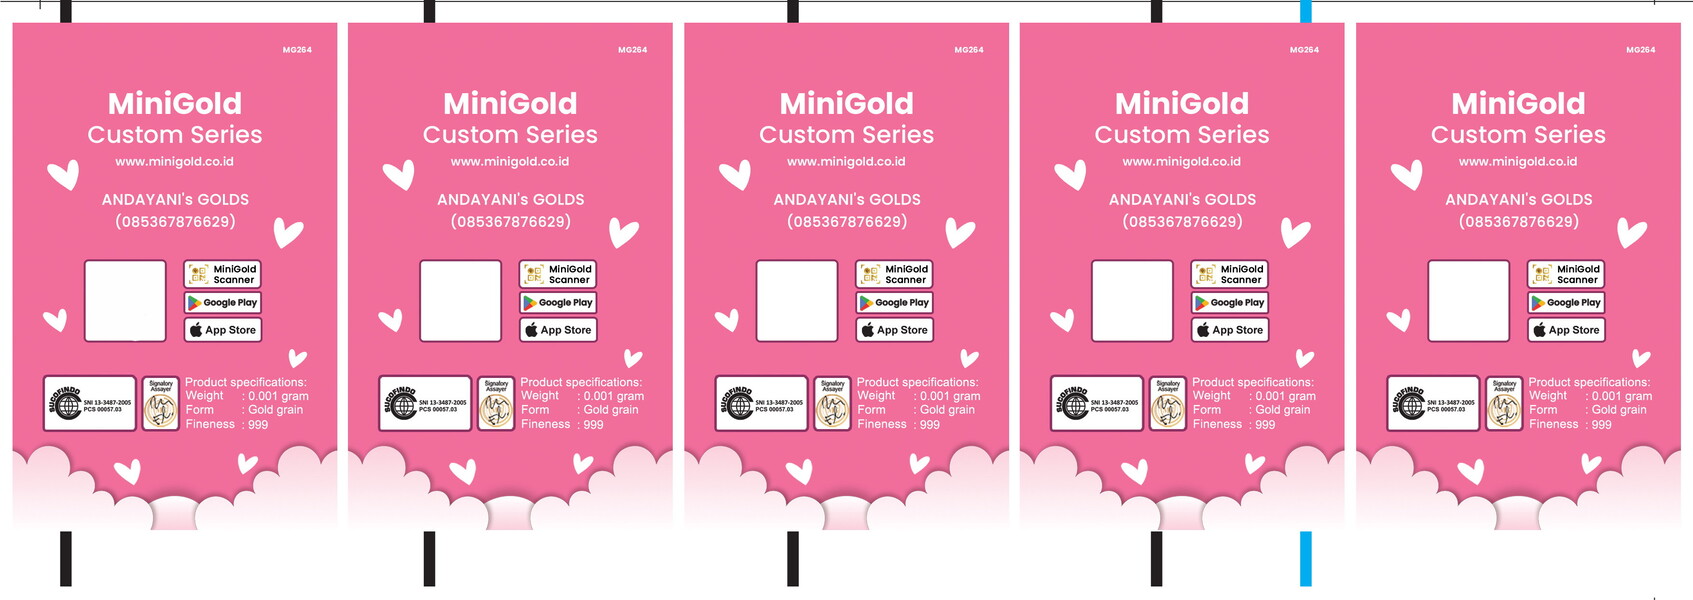 MG264
MiniGold
Custom Series
www.minigold.co.id
ANDAYANI's GOLDS
(085367876629)
MiniGold
Scanner
Google Play
App Store
SUCOFINDO
SNI 13-3487-2005
PCS 00057.03
Signatory
Assayer
Product specifications:
Weight : 0.001 gram
Form : Gold grain
Fineness : 999
MG264
MiniGold
Custom Series
www.minigold.co.id
ANDAYANI's GOLDS
(085367876629)
MiniGold
Scanner
Google Play
App Store
SUCOFINDO
SNI 13-3487-2005
PCS 00057.03
Signatory
Assayer
Product specifications:
Weight : 0.001 gram
Form : Gold grain
Fineness : 999
MG264
MiniGold
Custom Series
www.minigold.co.id
ANDAYANI's GOLDS
(085367876629)
MiniGold
Scanner
Google Play
App Store
SUCOFINDO
SNI 13-3487-2005
PCS 00057.03
Signatory
Assayer
Product specifications:
Weight : 0.001 gram
Form : Gold grain
Fineness : 999
MG264
MiniGold
Custom Series
www.minigold.co.id
ANDAYANI's GOLDS
(085367876629)
MiniGold
Scanner
Google Play
App Store
SUCOFINDO
SNI 13-3487-2005
PCS 00057.03
Signatory
Assayer
Product specifications:
Weight : 0.001 gram
Form : Gold grain
Fineness : 999
MG264
MiniGold
Custom Series
www.minigold.co.id
ANDAYANI's GOLDS
(085367876629)
MiniGold
Scanner
Google Play
App Store
SUCOFINDO
SNI 13-3487-2005
PCS 00057.03
Signatory
Assayer
Product specifications:
Weight : 0.001 gram
Form : Gold grain
Fineness : 999